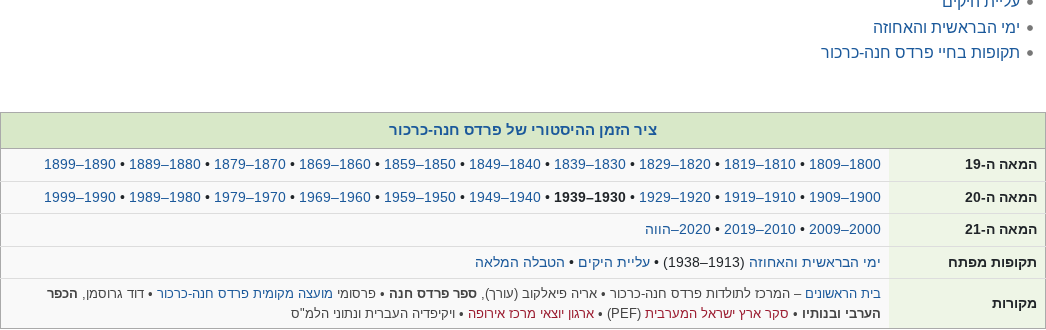 עליית היקים
ימי הבראשית והאחוזה
תקופות בחיי פרדס חנה-כרכור
ציר הזמן ההיסטורי של פרדס חנה-כרכור
המאה ה-19 1800–1809 • 1810–1819 • 1820–1829 • 1830–1839 • 1840–1849 • 1850–1859 • 1860–1869 • 1870–1879 • 1880–1889 • 1890–1899
המאה ה-20 1900–1909 • 1910–1919 • 1920–1929 • 1930–1939 • 1940–1949 • 1950–1959 • 1960–1969 • 1970–1979 • 1980–1989 • 1990–1999
המאה ה-21 2000–2009 • 2010–2019 • 2020–הווה
תקופות מפתח ימי הבראשית והאחוזה (1913–1938) • עליית היקים • הטבלה המלאה
מקורות בית הראשונים – המרכז לתולדות פרדס חנה-כרכור • אריה פיאלקוב (עורך), ספר פרדס חנה • פרסומי מועצה מקומית פרדס חנה-כרכור • דוד גרוסמן, הכפר
הערבי ובנותיו • סקר ארץ ישראל המערבית (PEF) • ארגון יוצאי מרכז אירופה • ויקיפדיה העברית ונתוני הלמ"ס